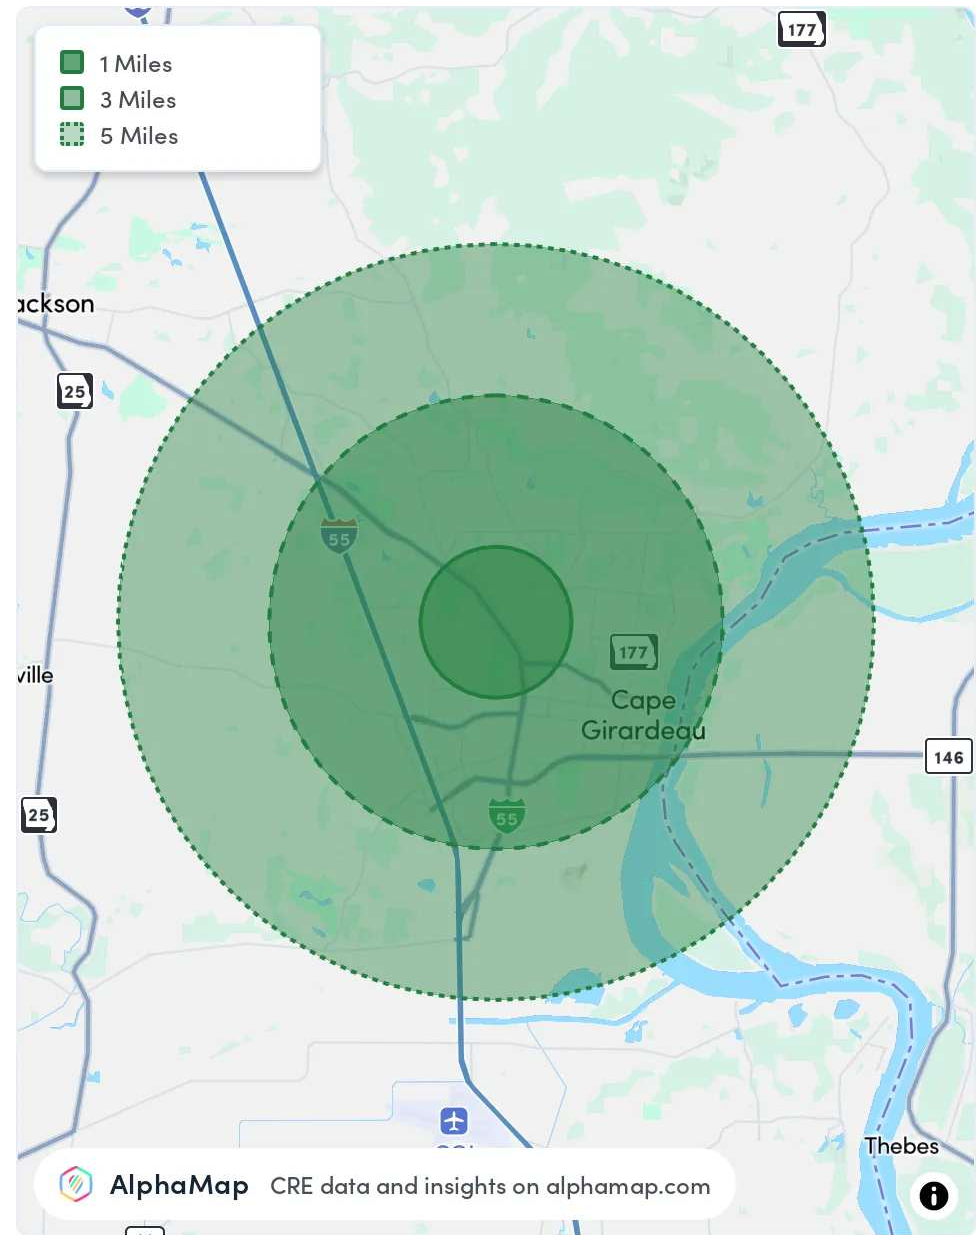 177
1 Miles
3 Miles
5 Miles
ackson
25
55
177
ville
Cape
Girardeau
146
25
55
Thebes
AlphaMap CRE data and insights on alphamap.com